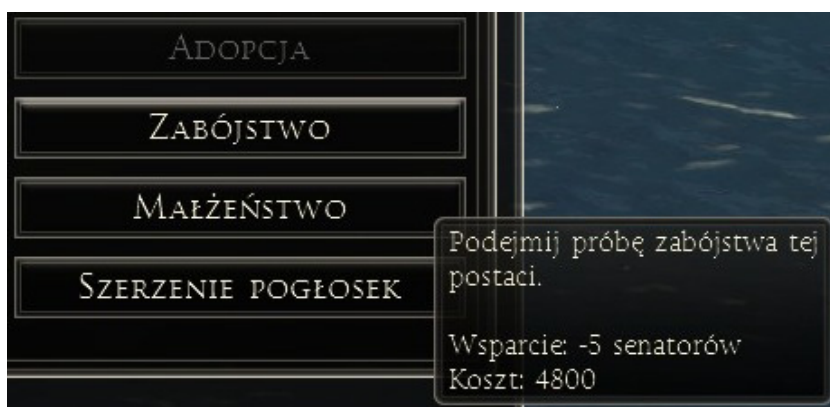 Adopcja
Zabójstwo
Małżeństwo
Szerzenie pogłosek
Podejmij próbę zabójstwa tej
postaci.
Wsparcie: -5 senatorów
Koszt: 4800